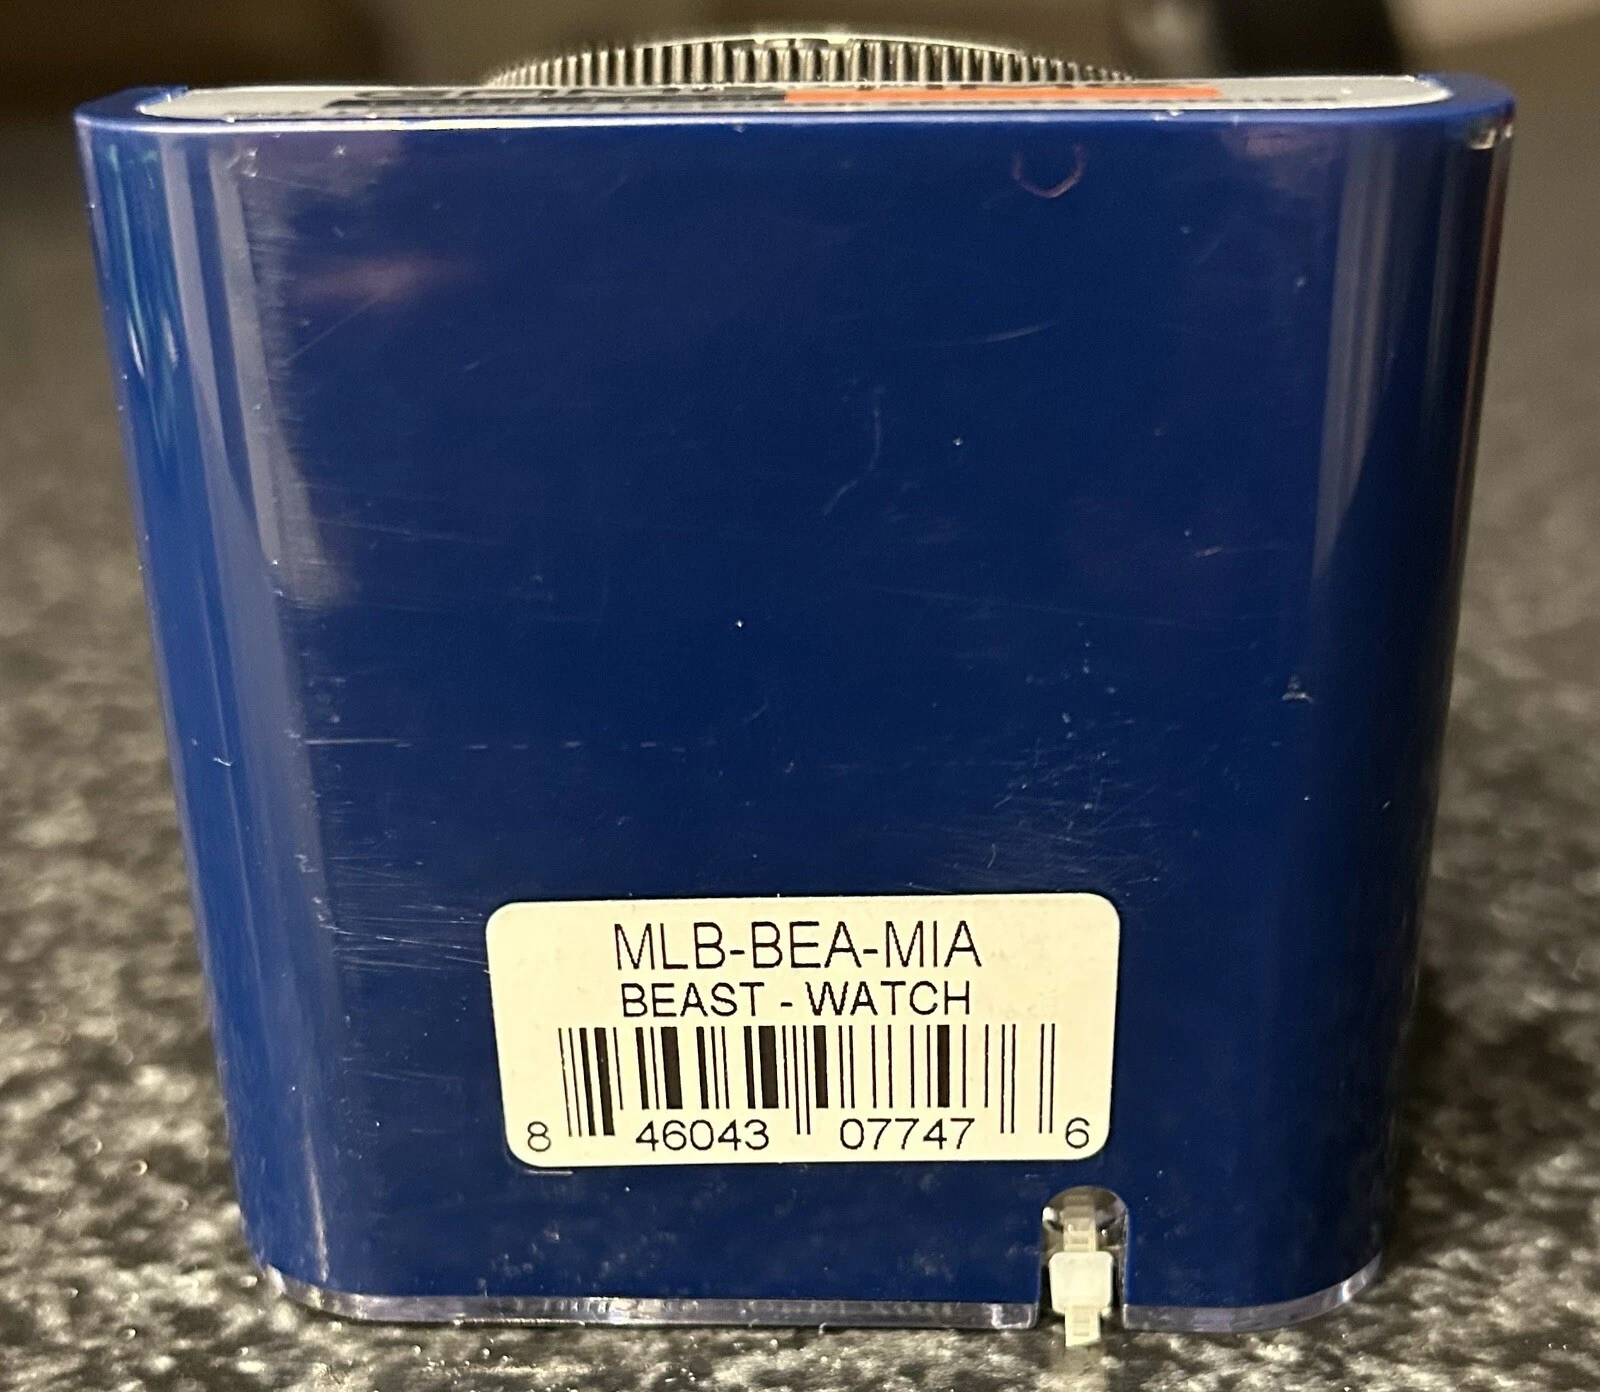 MLB-BEA-MIA
BEAST - WATCH
8 46043 07747 6